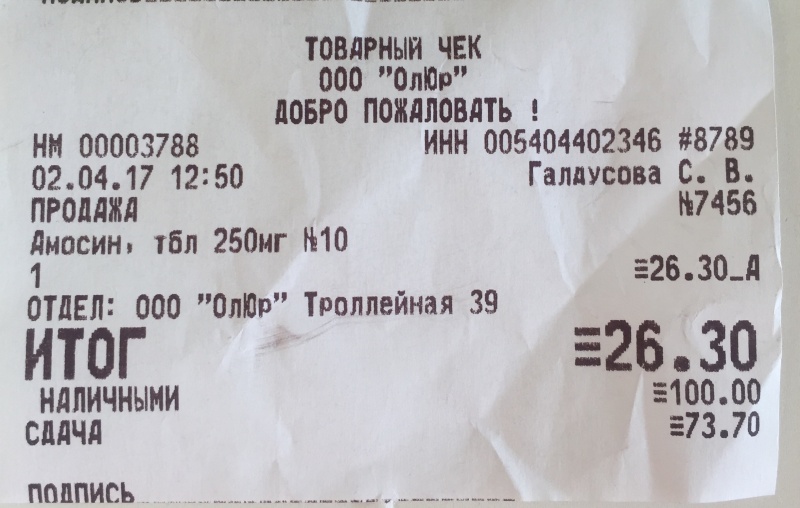 ТОВАРНЫЙ ЧЕК
ООО "ОлЮр"
ДОБРО ПОЖАЛОВАТЬ !
НМ 00003788 ИНН 005404402346 #8789
02.04.17 12:50 Галдусова С. В.
ПРОДАЖА №7456
Амосин, тбл 250мг №10
1 ≡26.30_А
ОТДЕЛ: ООО "ОлЮр" Троллейная 39
ИТОГ ≡26.30
НАЛИЧНЫМИ ≡100.00
СДАЧА ≡73.70
ПОДПИСЬ